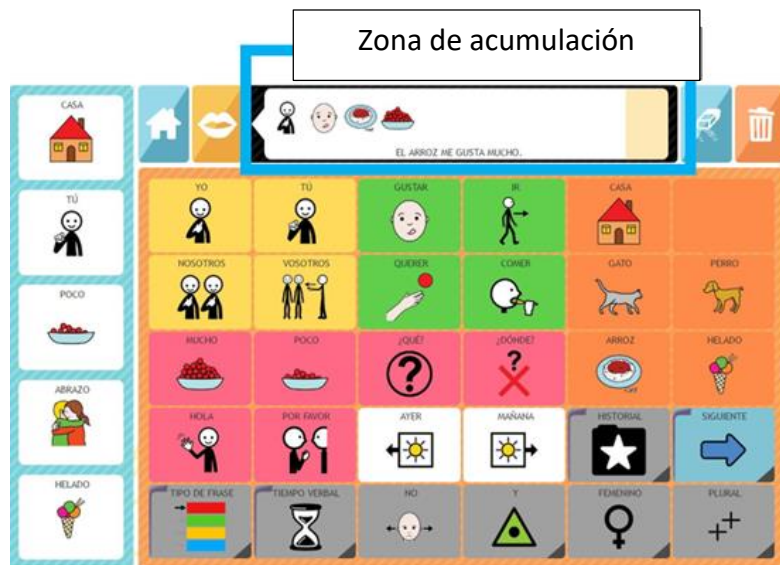 Zona de acumulación
CASA
TÚ
POCO
ABRAZO
HELADO
EL ARROZ ME GUSTA MUCHO.
YO TÚ GUSTAR IR CASA
NOSOTROS VOSOTROS QUERER COMER GATO PERRO
MUCHO POCO ¿QUÉ? ¿DÓNDE? ARROZ HELADO
HOLA POR FAVOR AYER MAÑANA HISTORIAL SIGUIENTE
TIPO DE FRASE TIEMPO VERBAL NO Y FEMENINO PLURAL